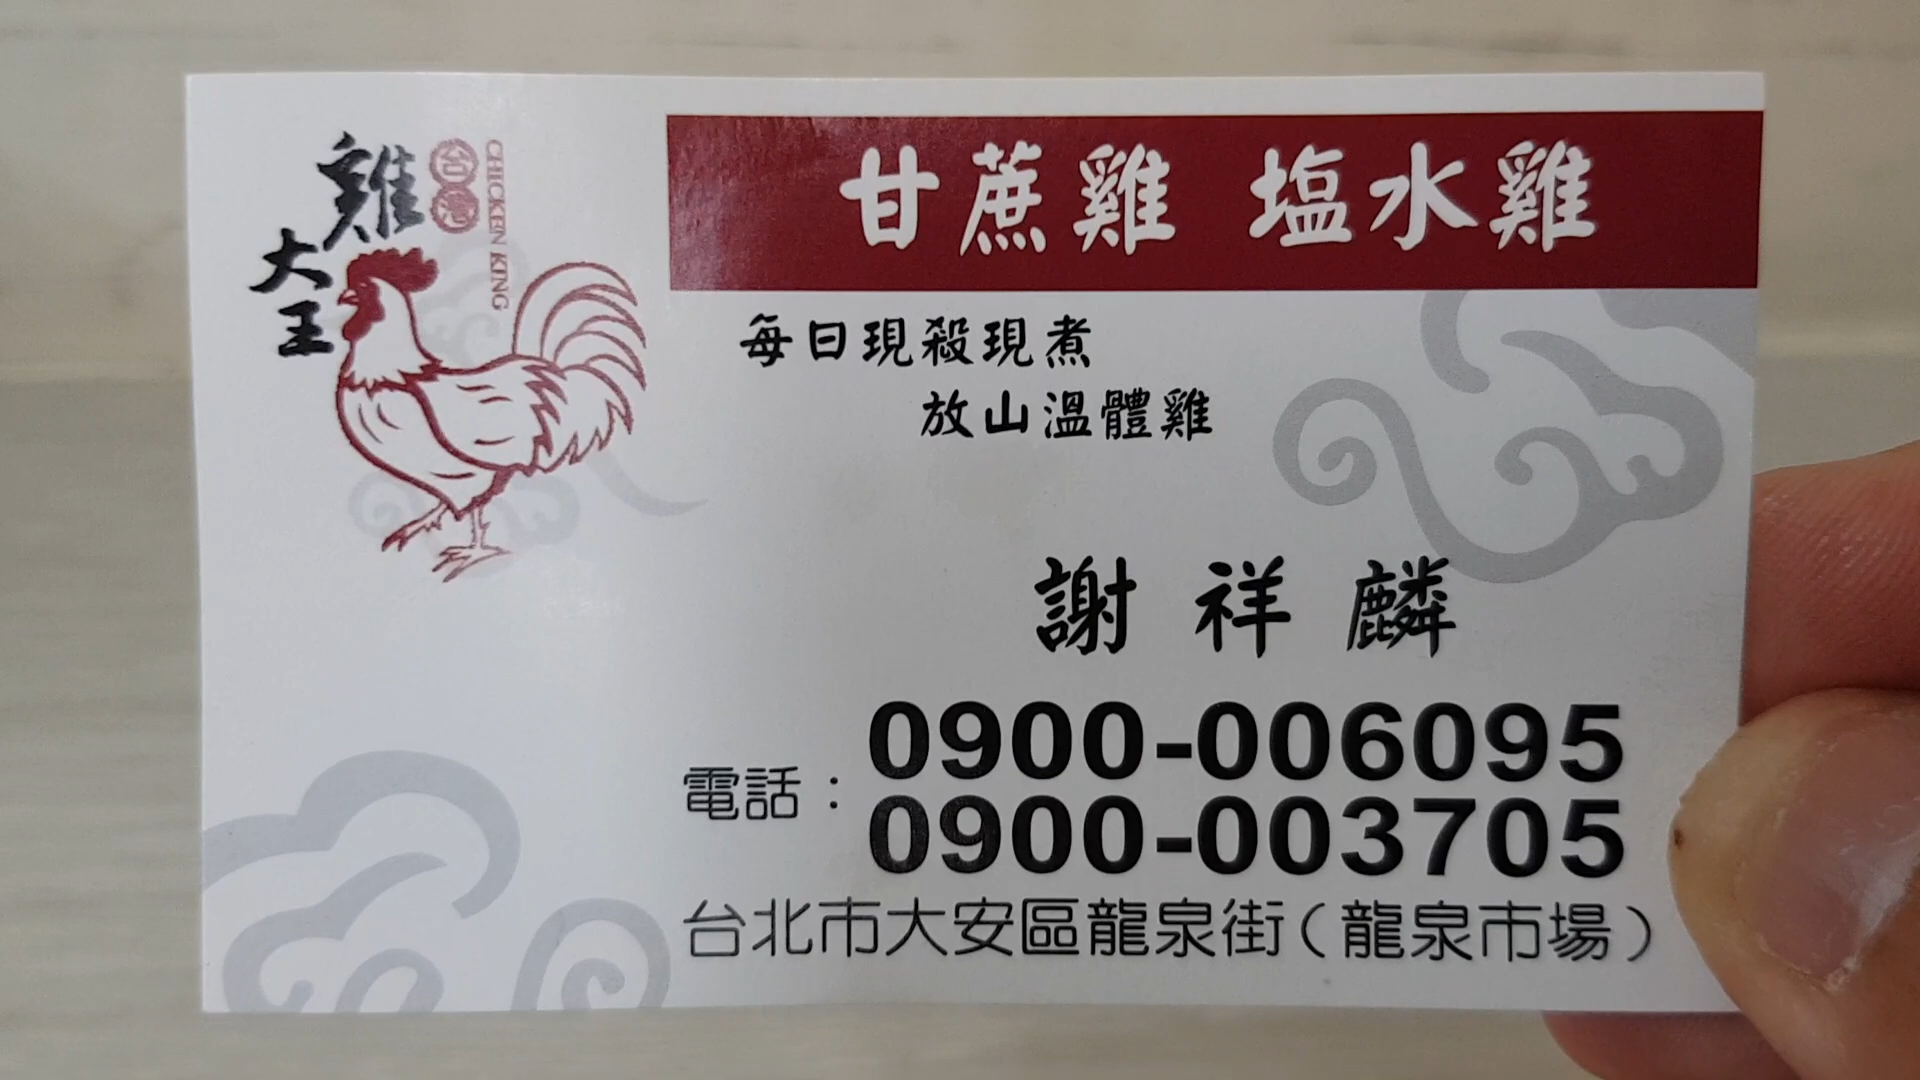 台灣
雞
大王
CHICKEN KING
甘蔗雞 塩水雞
每日現殺現煮
放山溫體雞
謝祥麟
電話：
0900-006095
0900-003705
台北市大安區龍泉街（龍泉市場）